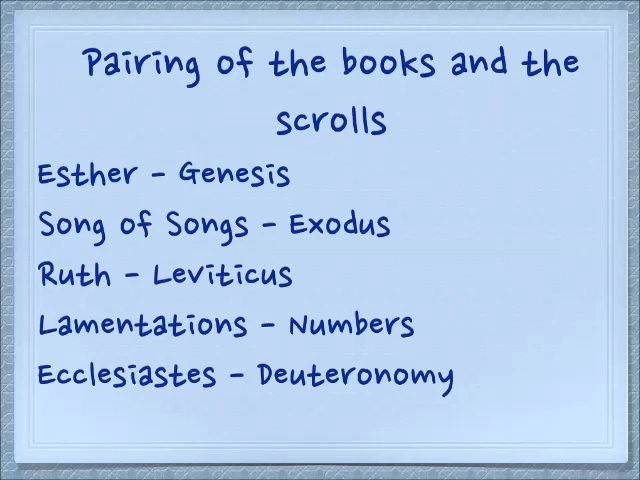 Pairing of the books and the
scrolls
Esther - Genesis
Song of Songs - Exodus
Ruth - Leviticus
Lamentations - Numbers
Ecclesiastes - Deuteronomy